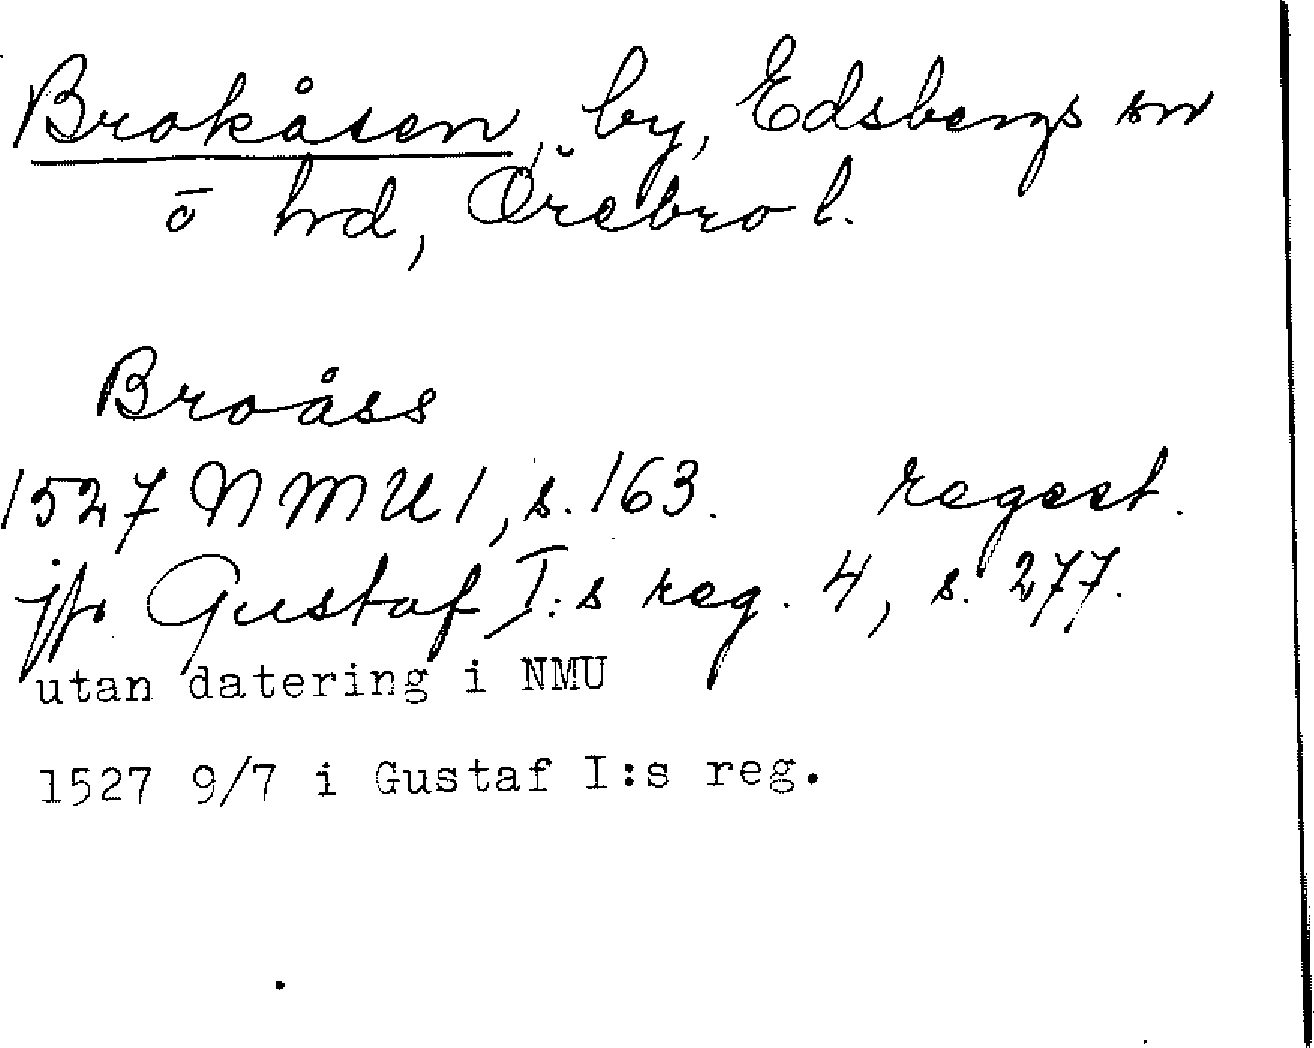 Brokåsen, by, Edsbergs sn
o hd, Örebro l.
Broåss
1527 NMU 1, s. 163. regest.
jfr Gustaf I:s reg. 4, s. 277.
utan datering i NMU
1527 9/7 i Gustaf I:s reg.